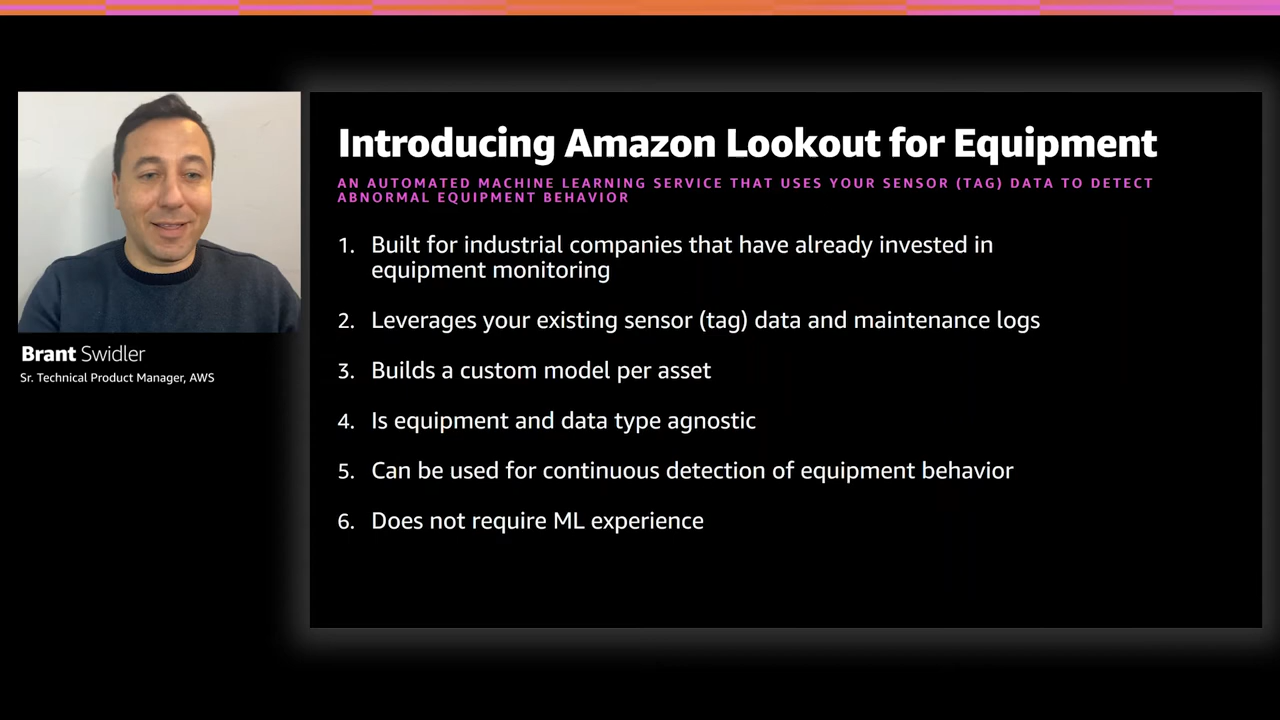 Introducing Amazon Lookout for Equipment
AN AUTOMATED MACHINE LEARNING SERVICE THAT USES YOUR SENSOR (TAG) DATA TO DETECT
ABNORMAL EQUIPMENT BEHAVIOR
1. Built for industrial companies that have already invested in
equipment monitoring
2. Leverages your existing sensor (tag) data and maintenance logs
3. Builds a custom model per asset
4. Is equipment and data type agnostic
5. Can be used for continuous detection of equipment behavior
6. Does not require ML experience
Brant Swidler
Sr. Technical Product Manager, AWS